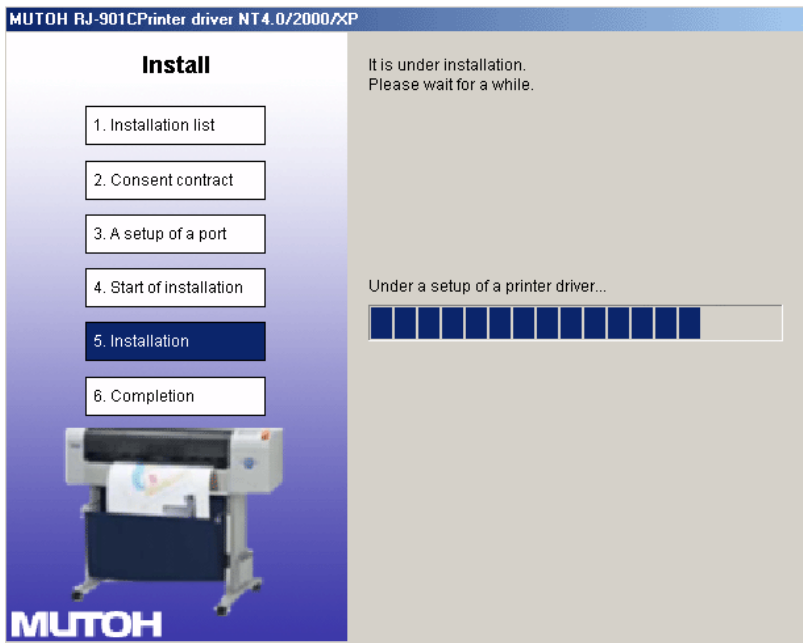 MUTOH RJ-901CPrinter driver NT4.0/2000/XP
Install
1. Installation list
2. Consent contract
3. A setup of a port
4. Start of installation
5. Installation
6. Completion
MUTOH
It is under installation.
Please wait for a while.
Under a setup of a printer driver...